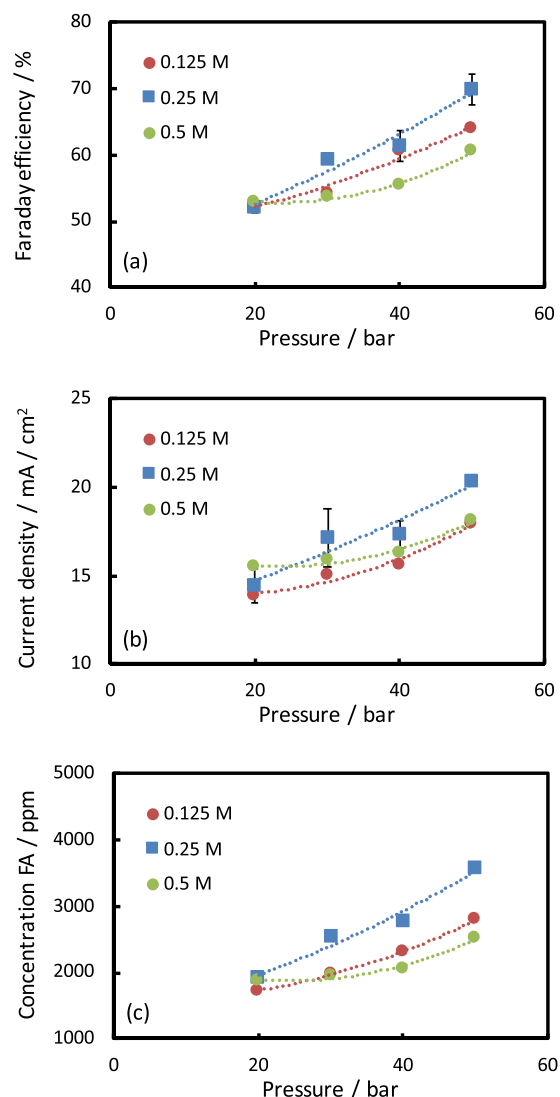 Faraday efficiency / %
80
70
60
50
40
0.125 M
0.25 M
0.5 M
(a)
0 20 40 60
Pressure / bar
Current density / mA / cm²
25
20
15
10
0.125 M
0.25 M
0.5 M
(b)
0 20 40 60
Pressure / bar
Concentration FA / ppm
5000
4000
3000
2000
1000
0.125 M
0.25 M
0.5 M
(c)
0 20 40 60
Pressure / bar